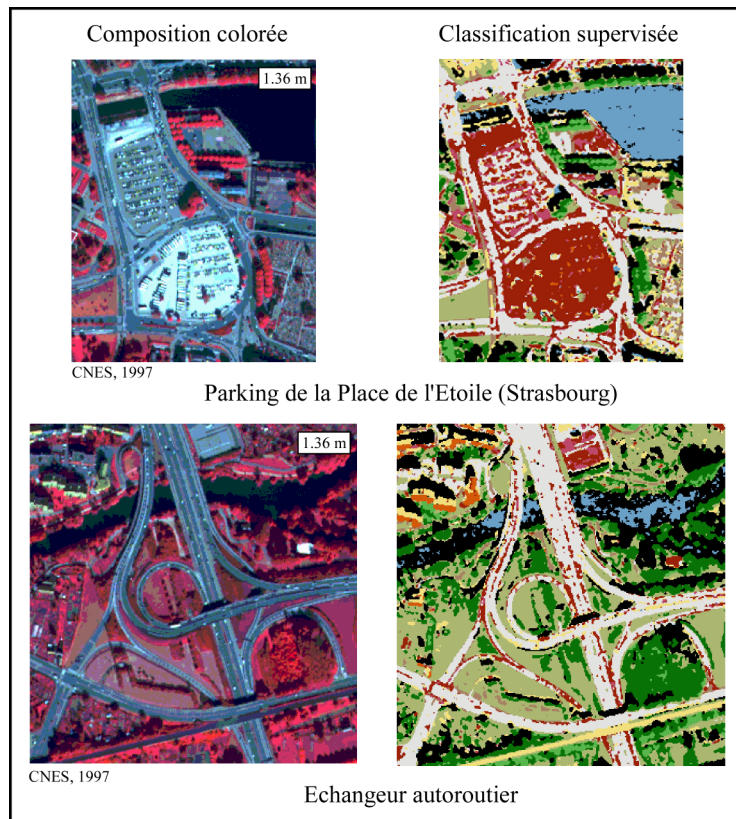 Composition colorée
Classification supervisée
1.36 m
CNES, 1997
Parking de la Place de l'Etoile (Strasbourg)
1.36 m
CNES, 1997
Echangeur autoroutier